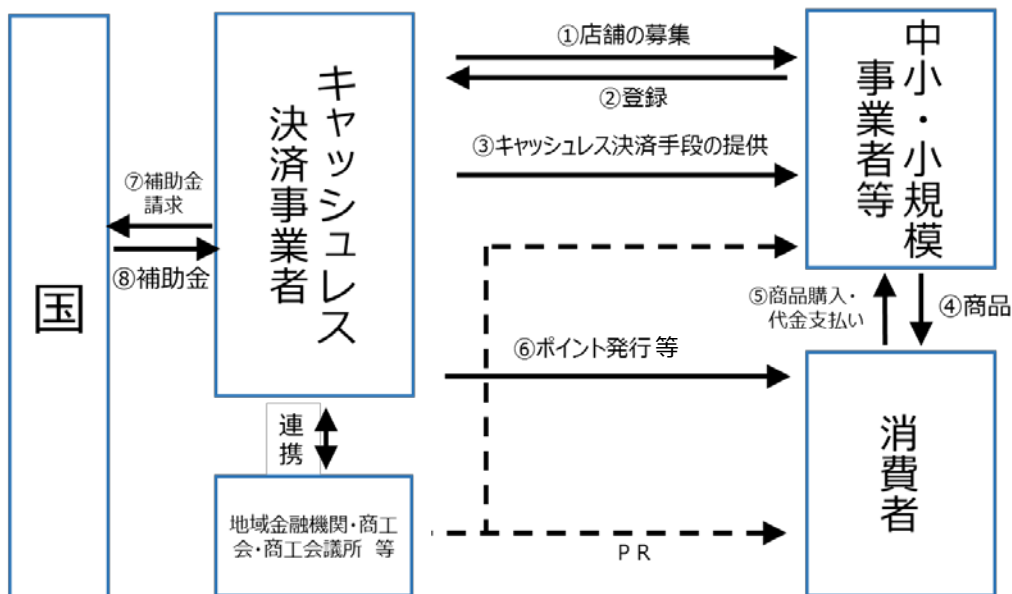 国
キャッシュレス
決済事業者
中小・小規模
事業者等
①店舗の募集
②登録
③キャッシュレス決済手段の提供
⑦補助金
請求
⑧補助金
⑤商品購入・
代金支払い
④商品
⑥ポイント発行等
連
携
消費者
地域金融機関・商工
会・商工会議所 等
PR